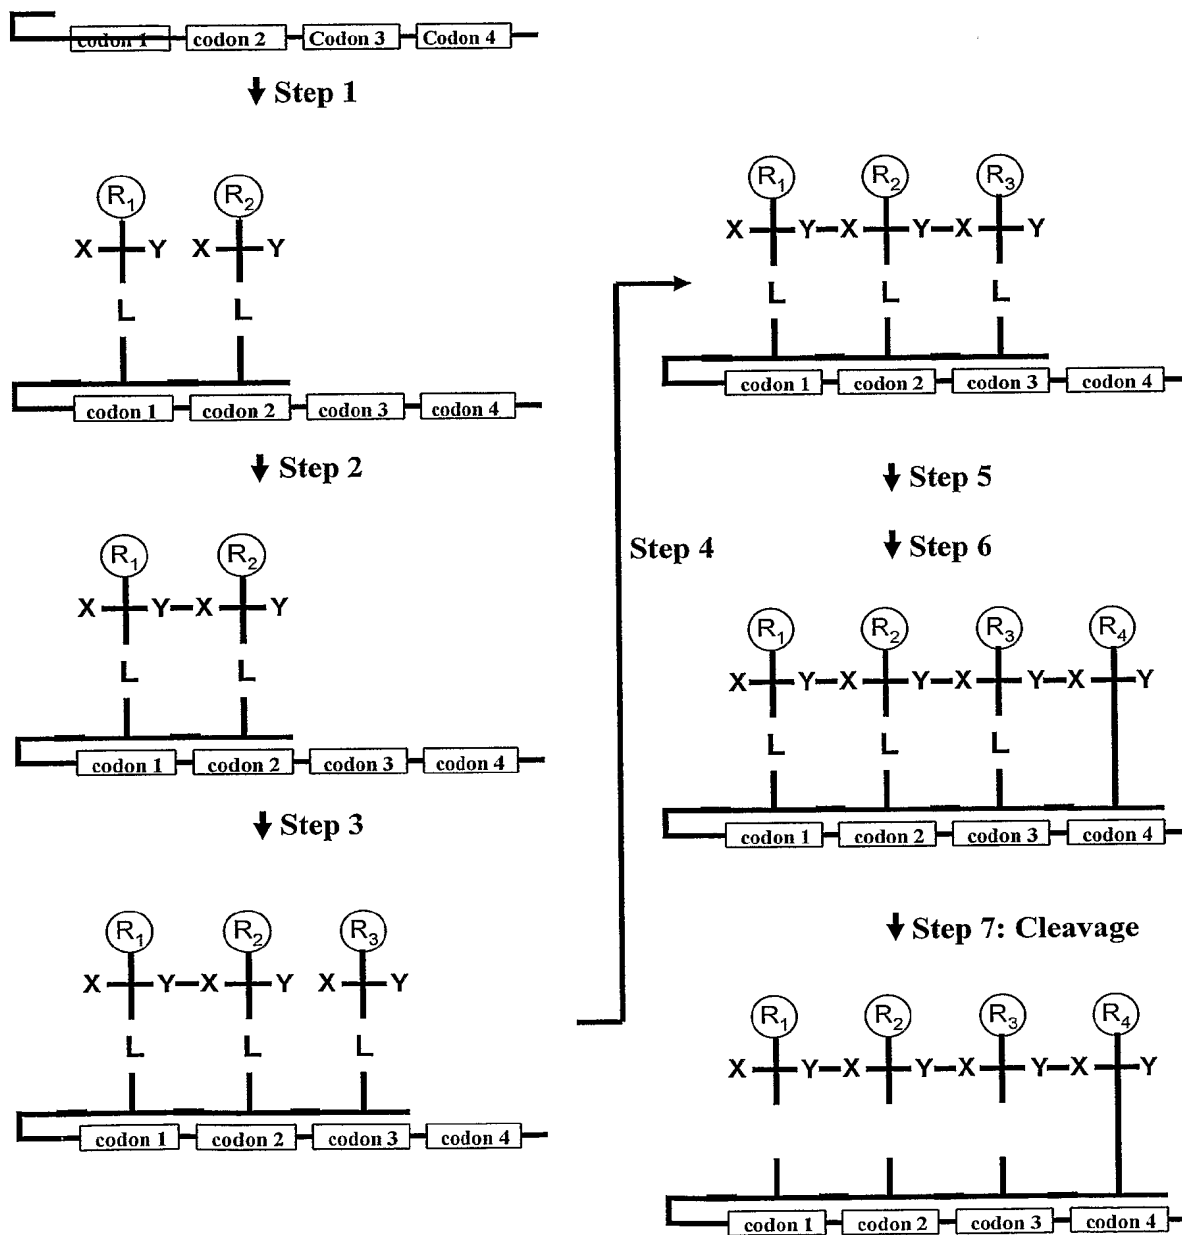 codon 1 codon 2 Codon 3 Codon 4
Step 1
R1 R2
X Y X Y
L L
codon 1 codon 2 codon 3 codon 4
Step 2
R1 R2
X Y X Y
L L
codon 1 codon 2 codon 3 codon 4
Step 3
R1 R2 R3
X Y X Y X Y
L L L
codon 1 codon 2 codon 3 codon 4
Step 4
R1 R2 R3
X Y X Y X Y
L L L
codon 1 codon 2 codon 3 codon 4
Step 5
Step 6
R1 R2 R3 R4
X Y X Y X Y X Y
L L L
codon 1 codon 2 codon 3 codon 4
Step 7: Cleavage
R1 R2 R3 R4
X Y X Y X Y X Y
codon 1 codon 2 codon 3 codon 4